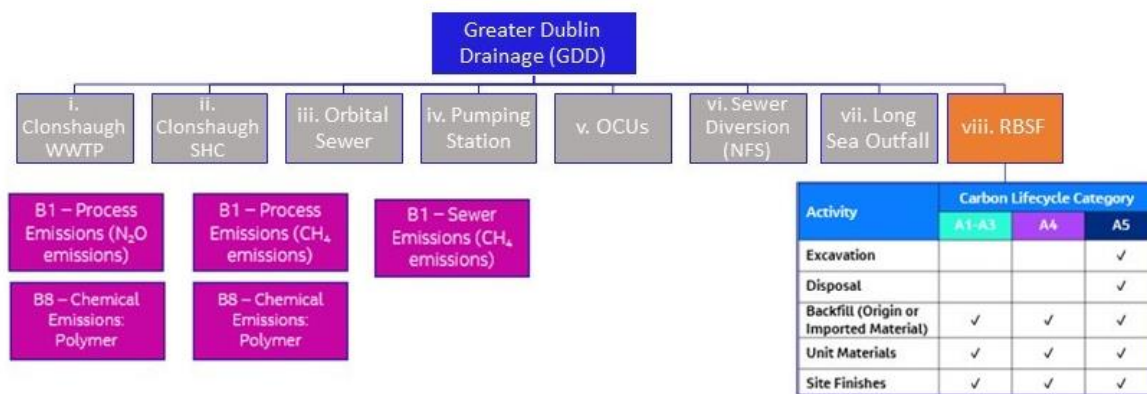 Greater Dublin
Drainage (GDD)
i.
Clonshaugh
WWTP
ii.
Clonshaugh
SHC
iii. Orbital
Sewer
iv. Pumping
Station
v. OCUs
vi. Sewer
Diversion
(NFS)
vii. Long
Sea Outfall
viii. RBSF
B1 – Process
Emissions (N₂O
emissions)
B1 – Process
Emissions (CH₄
emissions)
B1 – Sewer
Emissions (CH₄
emissions)
B8 – Chemical
Emissions:
Polymer
B8 – Chemical
Emissions:
Polymer
Activity
Carbon Lifecycle Category
A1-A3 A4 A5
Excavation ✓
Disposal ✓
Backfill (Origin or
Imported Material) ✓ ✓ ✓
Unit Materials ✓ ✓ ✓
Site Finishes ✓ ✓ ✓